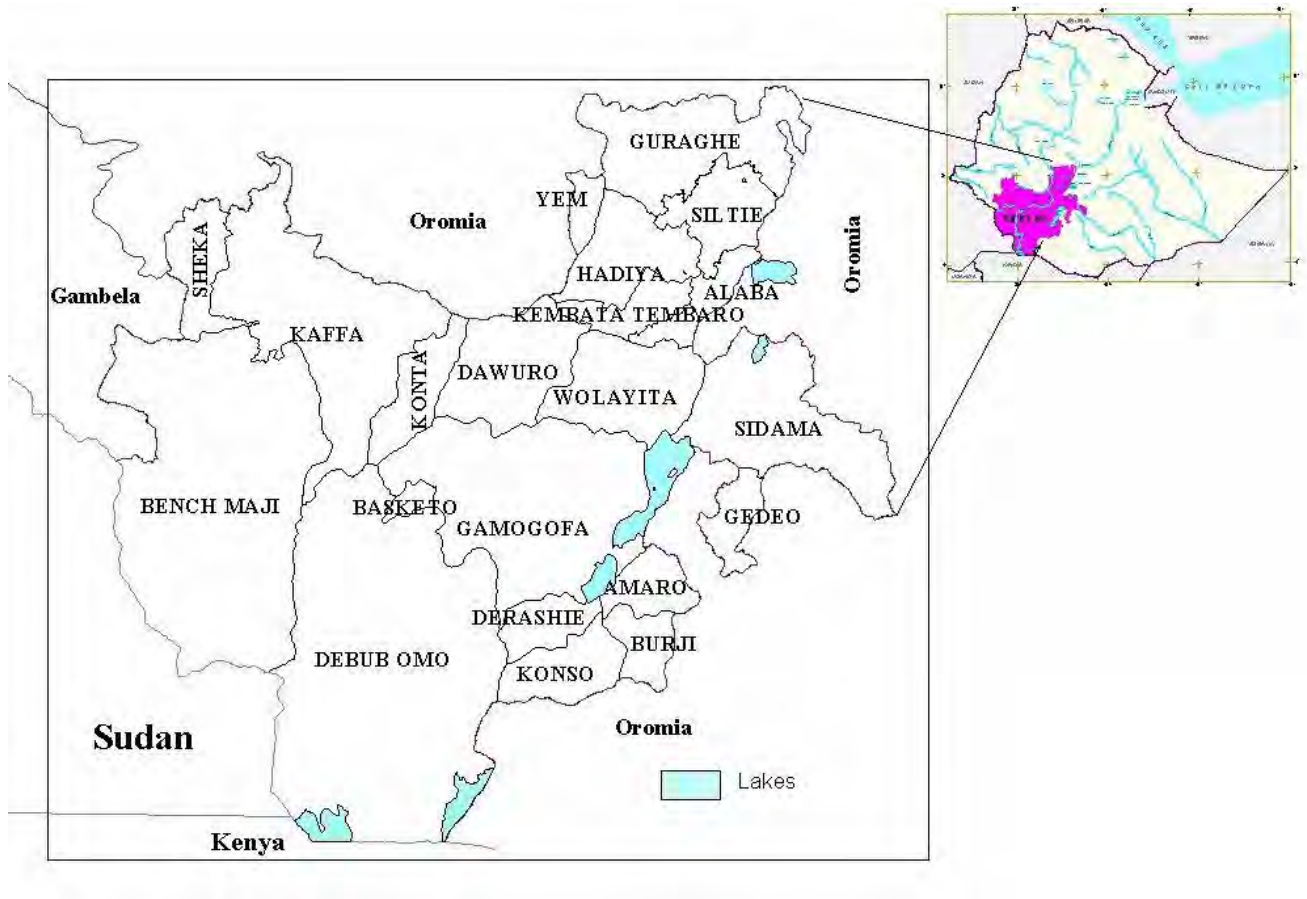 GURAGHE
YEM
SILTIE
Oromia
SHEKA
Oromia
HADIYA
ALABA
Gambela
KEMBATA TEMBARO
KAFFA
KONTA
DAWURO
WOLAYITA
SIDAMA
BENCH MAJI
BASKETO
GEDEO
GAMOGOFA
AMARO
DERASHIE
BURJI
DEBUB OMO
KONSO
Oromia
Sudan
Lakes
Kenya